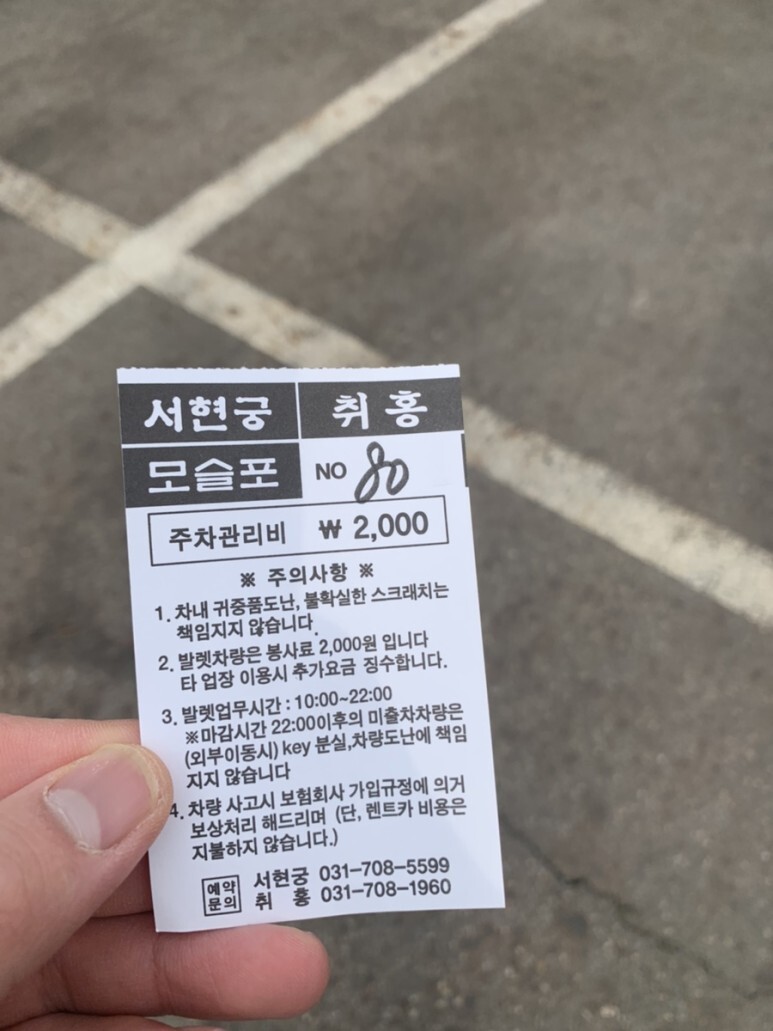 서현궁 취홍
모슬포 NO 80
주차관리비 ₩ 2,000
※ 주의사항 ※
1. 차내 귀중품도난, 불확실한 스크래치는
책임지지 않습니다.
2. 발렛차량은 봉사료 2,000원 입니다
타 업장 이용시 추가요금 징수합니다.
3. 발렛업무시간 : 10:00~22:00
※마감시간 22:00이후의 미출차차량은
(외부이동시) key 분실,차량도난에 책임
지지 않습니다
4. 차량 사고시 보험회사 가입규정에 의거
보상처리 해드리며 (단, 렌트카 비용은
지불하지 않습니다.)
예약
문의
서현궁 031-708-5599
취 홍 031-708-1960